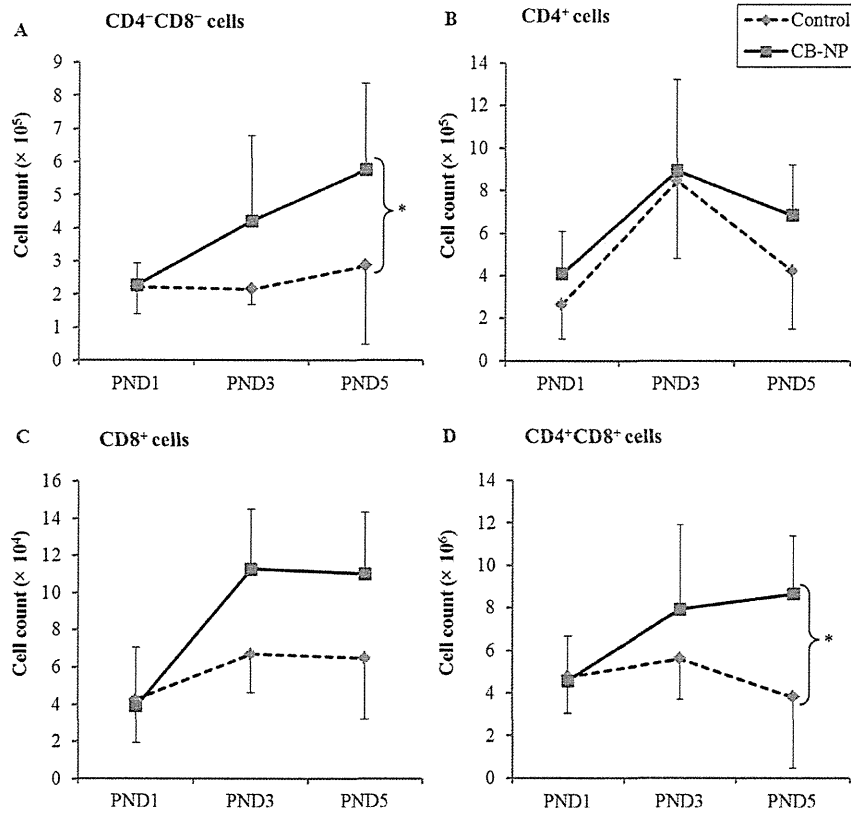 A
CD4⁻CD8⁻ cells
Cell count (× 10⁵)
9
8
7
6
5
4
3
2
1
0
*
PND1 PND3 PND5
B
CD4⁺ cells
Control
CB-NP
Cell count (× 10⁵)
14
12
10
8
6
4
2
0
PND1 PND3 PND5
C
CD8⁺ cells
Cell count (× 10⁴)
16
14
12
10
8
6
4
2
0
PND1 PND3 PND5
D
CD4⁺CD8⁺ cells
Cell count (× 10⁶)
14
12
10
8
6
4
2
0
*
PND1 PND3 PND5